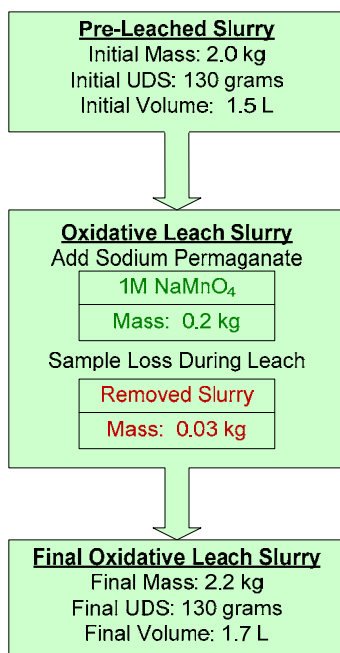 Pre-Leached Slurry
Initial Mass: 2.0 kg
Initial UDS: 130 grams
Initial Volume: 1.5 L
Oxidative Leach Slurry
Add Sodium Permaganate
1M NaMnO₄
Mass: 0.2 kg
Sample Loss During Leach
Removed Slurry
Mass: 0.03 kg
Final Oxidative Leach Slurry
Final Mass: 2.2 kg
Final UDS: 130 grams
Final Volume: 1.7 L